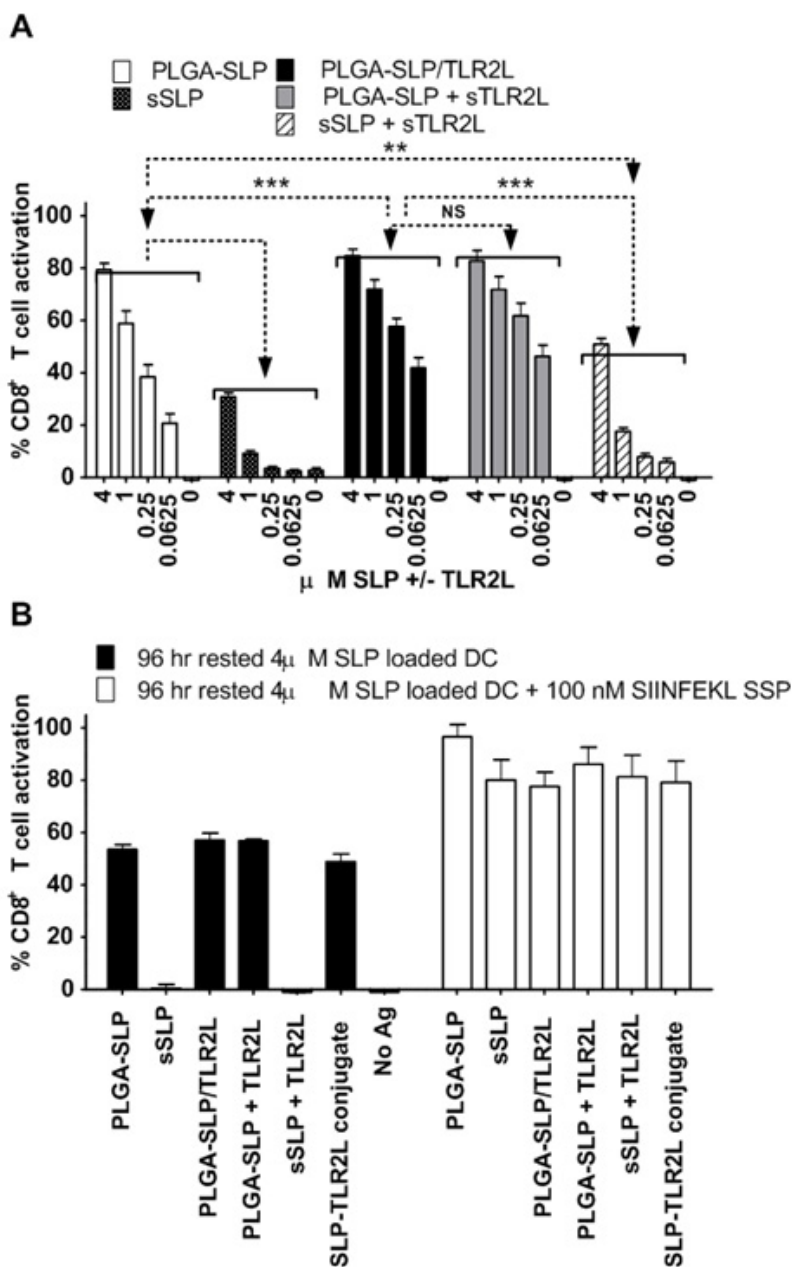 A
PLGA-SLP
PLGA-SLP/TLR2L
sSLP
PLGA-SLP + sTLR2L
sSLP + sTLR2L
**
***
***
NS
100
80
60
40
20
0
% CD8+ T cell activation
4 1 0.25 0.0625 0 4 1 0.25 0.0625 0 4 1 0.25 0.0625 0 4 1 0.25 0.0625 0 4 1 0.25 0.0625 0
μ M SLP +/- TLR2L
B
96 hr rested 4μ M SLP loaded DC
96 hr rested 4μ M SLP loaded DC + 100 nM SIINFEKL SSP
100
80
60
40
20
0
% CD8+ T cell activation
PLGA-SLP
sSLP
PLGA-SLP/TLR2L
PLGA-SLP + TLR2L
sSLP + TLR2L
SLP-TLR2L conjugate
No Ag
PLGA-SLP
sSLP
PLGA-SLP/TLR2L
PLGA-SLP + TLR2L
sSLP + TLR2L
SLP-TLR2L conjugate